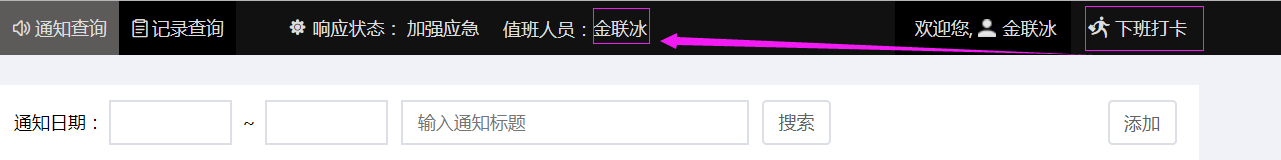 通知查询 记录查询 响应状态： 加强应急 值班人员：金联冰 欢迎您, 金联冰 下班打卡
通知日期： ~ 输入通知标题 搜索 添加